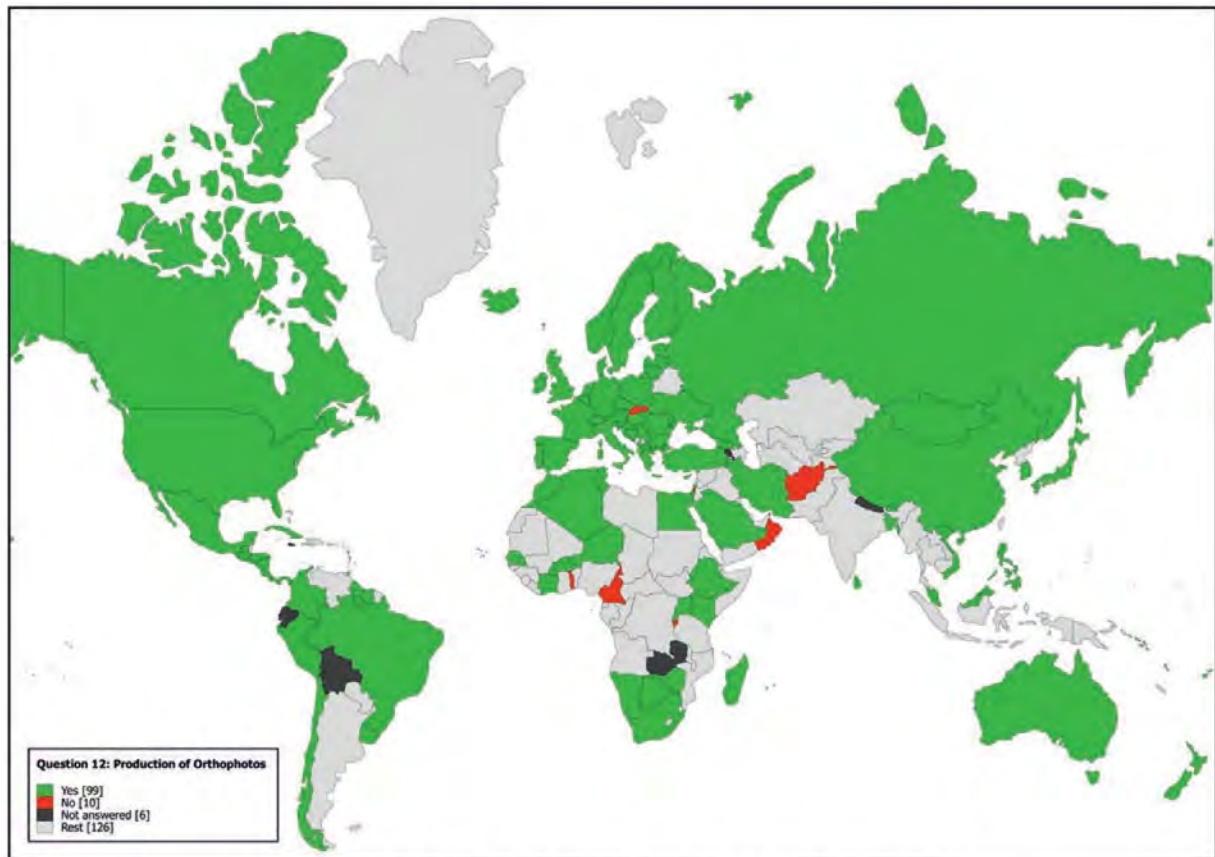 Question 12: Production of Orthophotos
Yes [99]
No [10]
Not answered [6]
Rest [126]